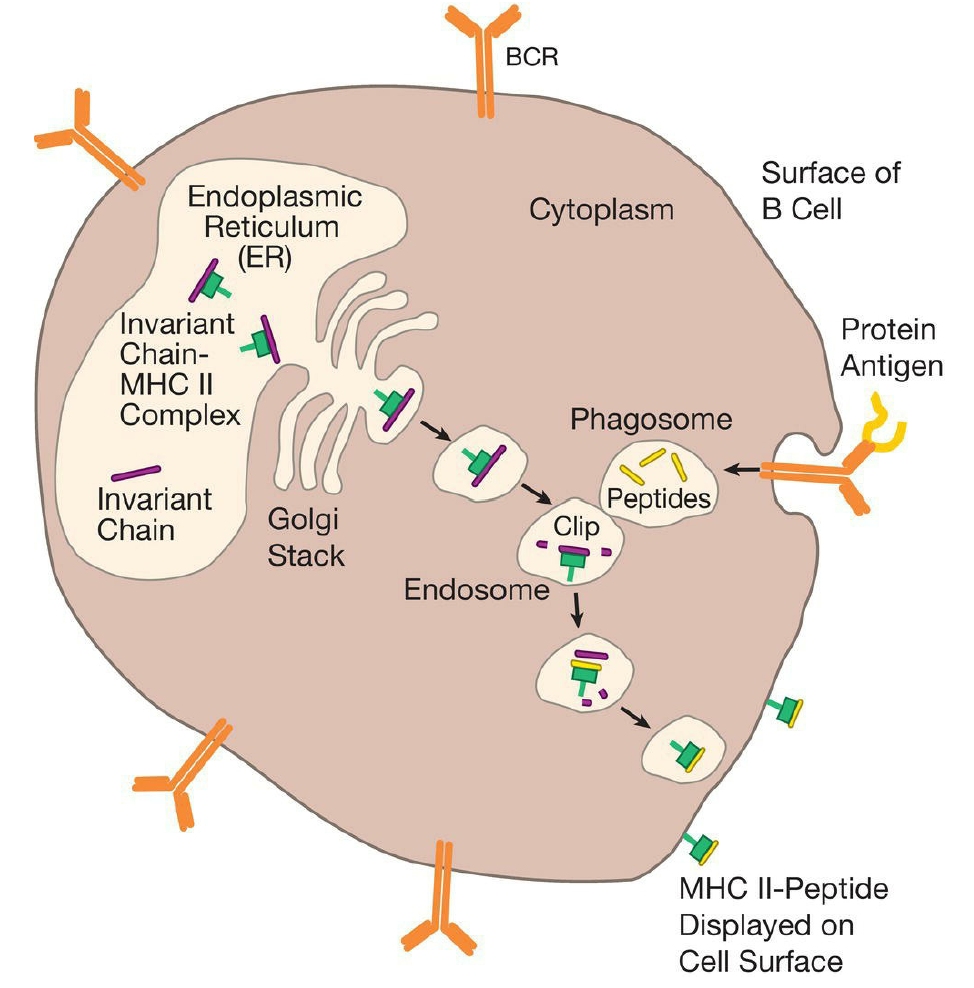 BCR
Surface of
B Cell
Endoplasmic
Reticulum
(ER)
Cytoplasm
Invariant
Chain-
MHC II
Complex
Protein
Antigen
Phagosome
Peptides
Invariant
Chain
Golgi
Stack
Clip
Endosome
MHC II-Peptide
Displayed on
Cell Surface